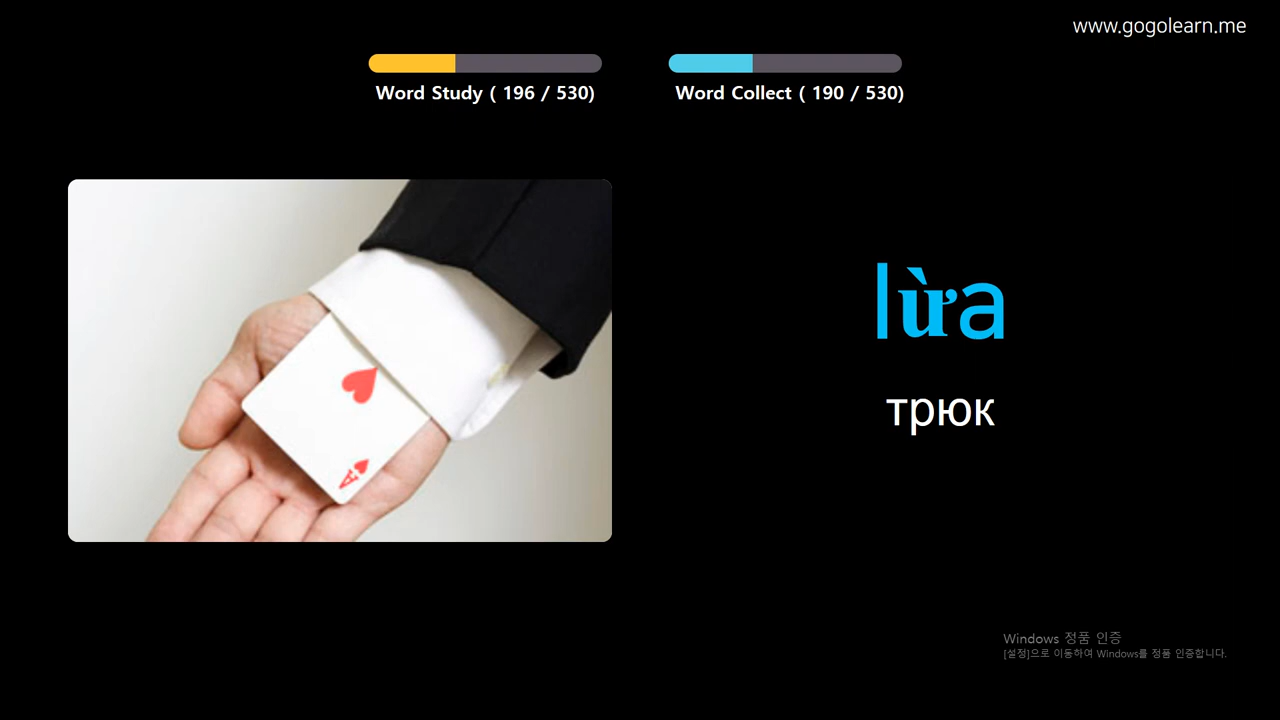 www.gogolearn.me
Word Study ( 196 / 530)
Word Collect ( 190 / 530)
A
lừa
трюк
Windows 정품 인증
[설정]으로 이동하여 Windows를 정품 인증합니다.